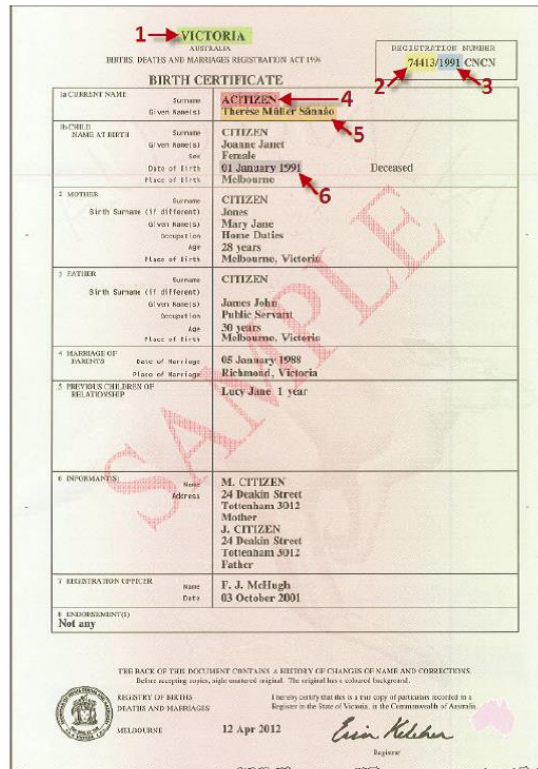 1 VICTORIA
AUSTRALIA
BIRTHS, DEATHS AND MARRIAGES REGISTRATION ACT 1996
REGISTRATION NUMBER
74413/1991 CNCN
2 3
BIRTH CERTIFICATE
1a CURRENT NAME Surname ACITIZEN 4
Given Name(s) Therese Müller Sånašo 5
1b CHILD Surname CITIZEN
NAME AT BIRTH Given Name(s) Joanne Janet
Sex Female
Date of Birth 01 January 1991 Deceased
Place of Birth Melbourne 6
2 MOTHER Surname CITIZEN
Birth Surname (if different) Jones
Given Name(s) Mary Jane
Occupation Home Duties
Age 28 years
Place of Birth Melbourne, Victoria
3 FATHER Surname CITIZEN
Birth Surname (if different)
Given Name(s) James John
Occupation Public Servant
Age 30 years
Place of Birth Melbourne, Victoria
4 MARRIAGE OF Date of Marriage 05 January 1988
PARENTS Place of Marriage Richmond, Victoria
5 PREVIOUS CHILDREN OF Lucy Jane 1 year
RELATIONSHIP
SAMPLE
6 INFORMANT(S) Name M. CITIZEN
Address 24 Deakin Street
Tottenham 3012
Mother
J. CITIZEN
24 Deakin Street
Tottenham 3012
Father
7 REGISTRATION OFFICER Name F. J. McHugh
Date 03 October 2001
8 ENDORSEMENT(S)
Not any
THE BACK OF THIS DOCUMENT CONTAINS A HISTORY OF CHANGES OF NAME AND CORRECTIONS.
Before accepting copies, sight unaltered original. The original has a coloured background.
REGISTRY OF BIRTHS
DEATHS AND MARRIAGES
MELBOURNE 12 Apr 2012
I hereby certify that this is a true copy of particulars recorded in a
Register in the State of Victoria, in the Commonwealth of Australia.
Erin Keleher
Registrar